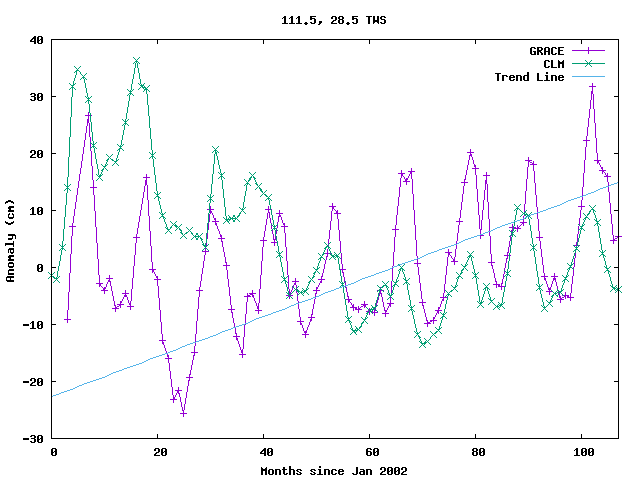 111.5, 28.5 TWS
GRACE
CLM
Trend Line
40
30
20
10
0
-10
-20
-30
Anomaly (cm)
0 20 40 60 80 100
Months since Jan 2002